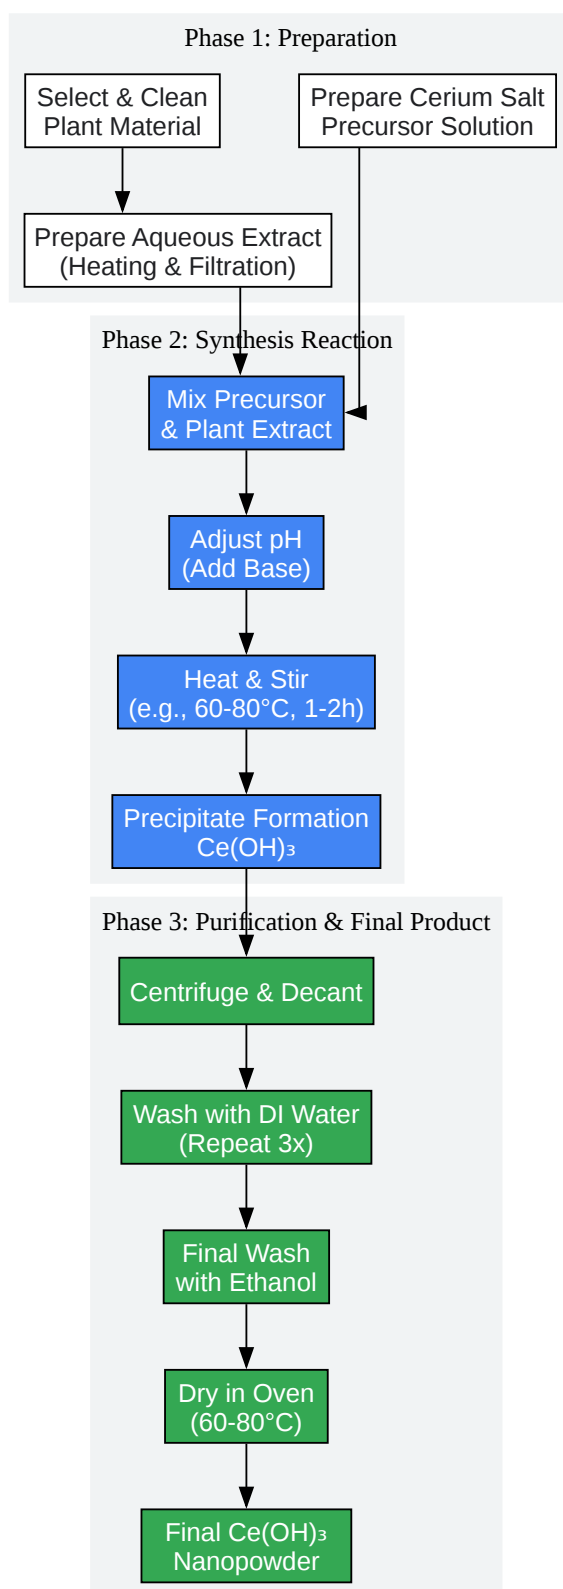 Phase 1: Preparation
Select & Clean
Plant Material
Prepare Cerium Salt
Precursor Solution
Prepare Aqueous Extract
(Heating & Filtration)
Phase 2: Synthesis Reaction
Mix Precursor
& Plant Extract
Adjust pH
(Add Base)
Heat & Stir
(e.g., 60-80°C, 1-2h)
Precipitate Formation
Ce(OH)₃
Phase 3: Purification & Final Product
Centrifuge & Decant
Wash with DI Water
(Repeat 3x)
Final Wash
with Ethanol
Dry in Oven
(60-80°C)
Final Ce(OH)₃
Nanopowder